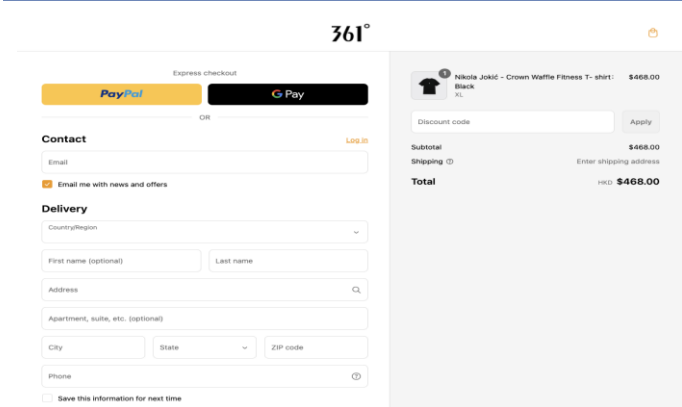 361°
Express checkout
PayPal
G Pay
OR
Contact
Log in
Email
Email me with news and offers
Delivery
Country/Region
First name (optional)
Last name
Address
Apartment, suite, etc. (optional)
City
State
ZIP code
Phone
Save this information for next time
1
Nikola Jokić - Crown Waffle Fitness T- shirt: $468.00
Black
XL
Discount code
Apply
Subtotal $468.00
Shipping Enter shipping address
Total HKD $468.00